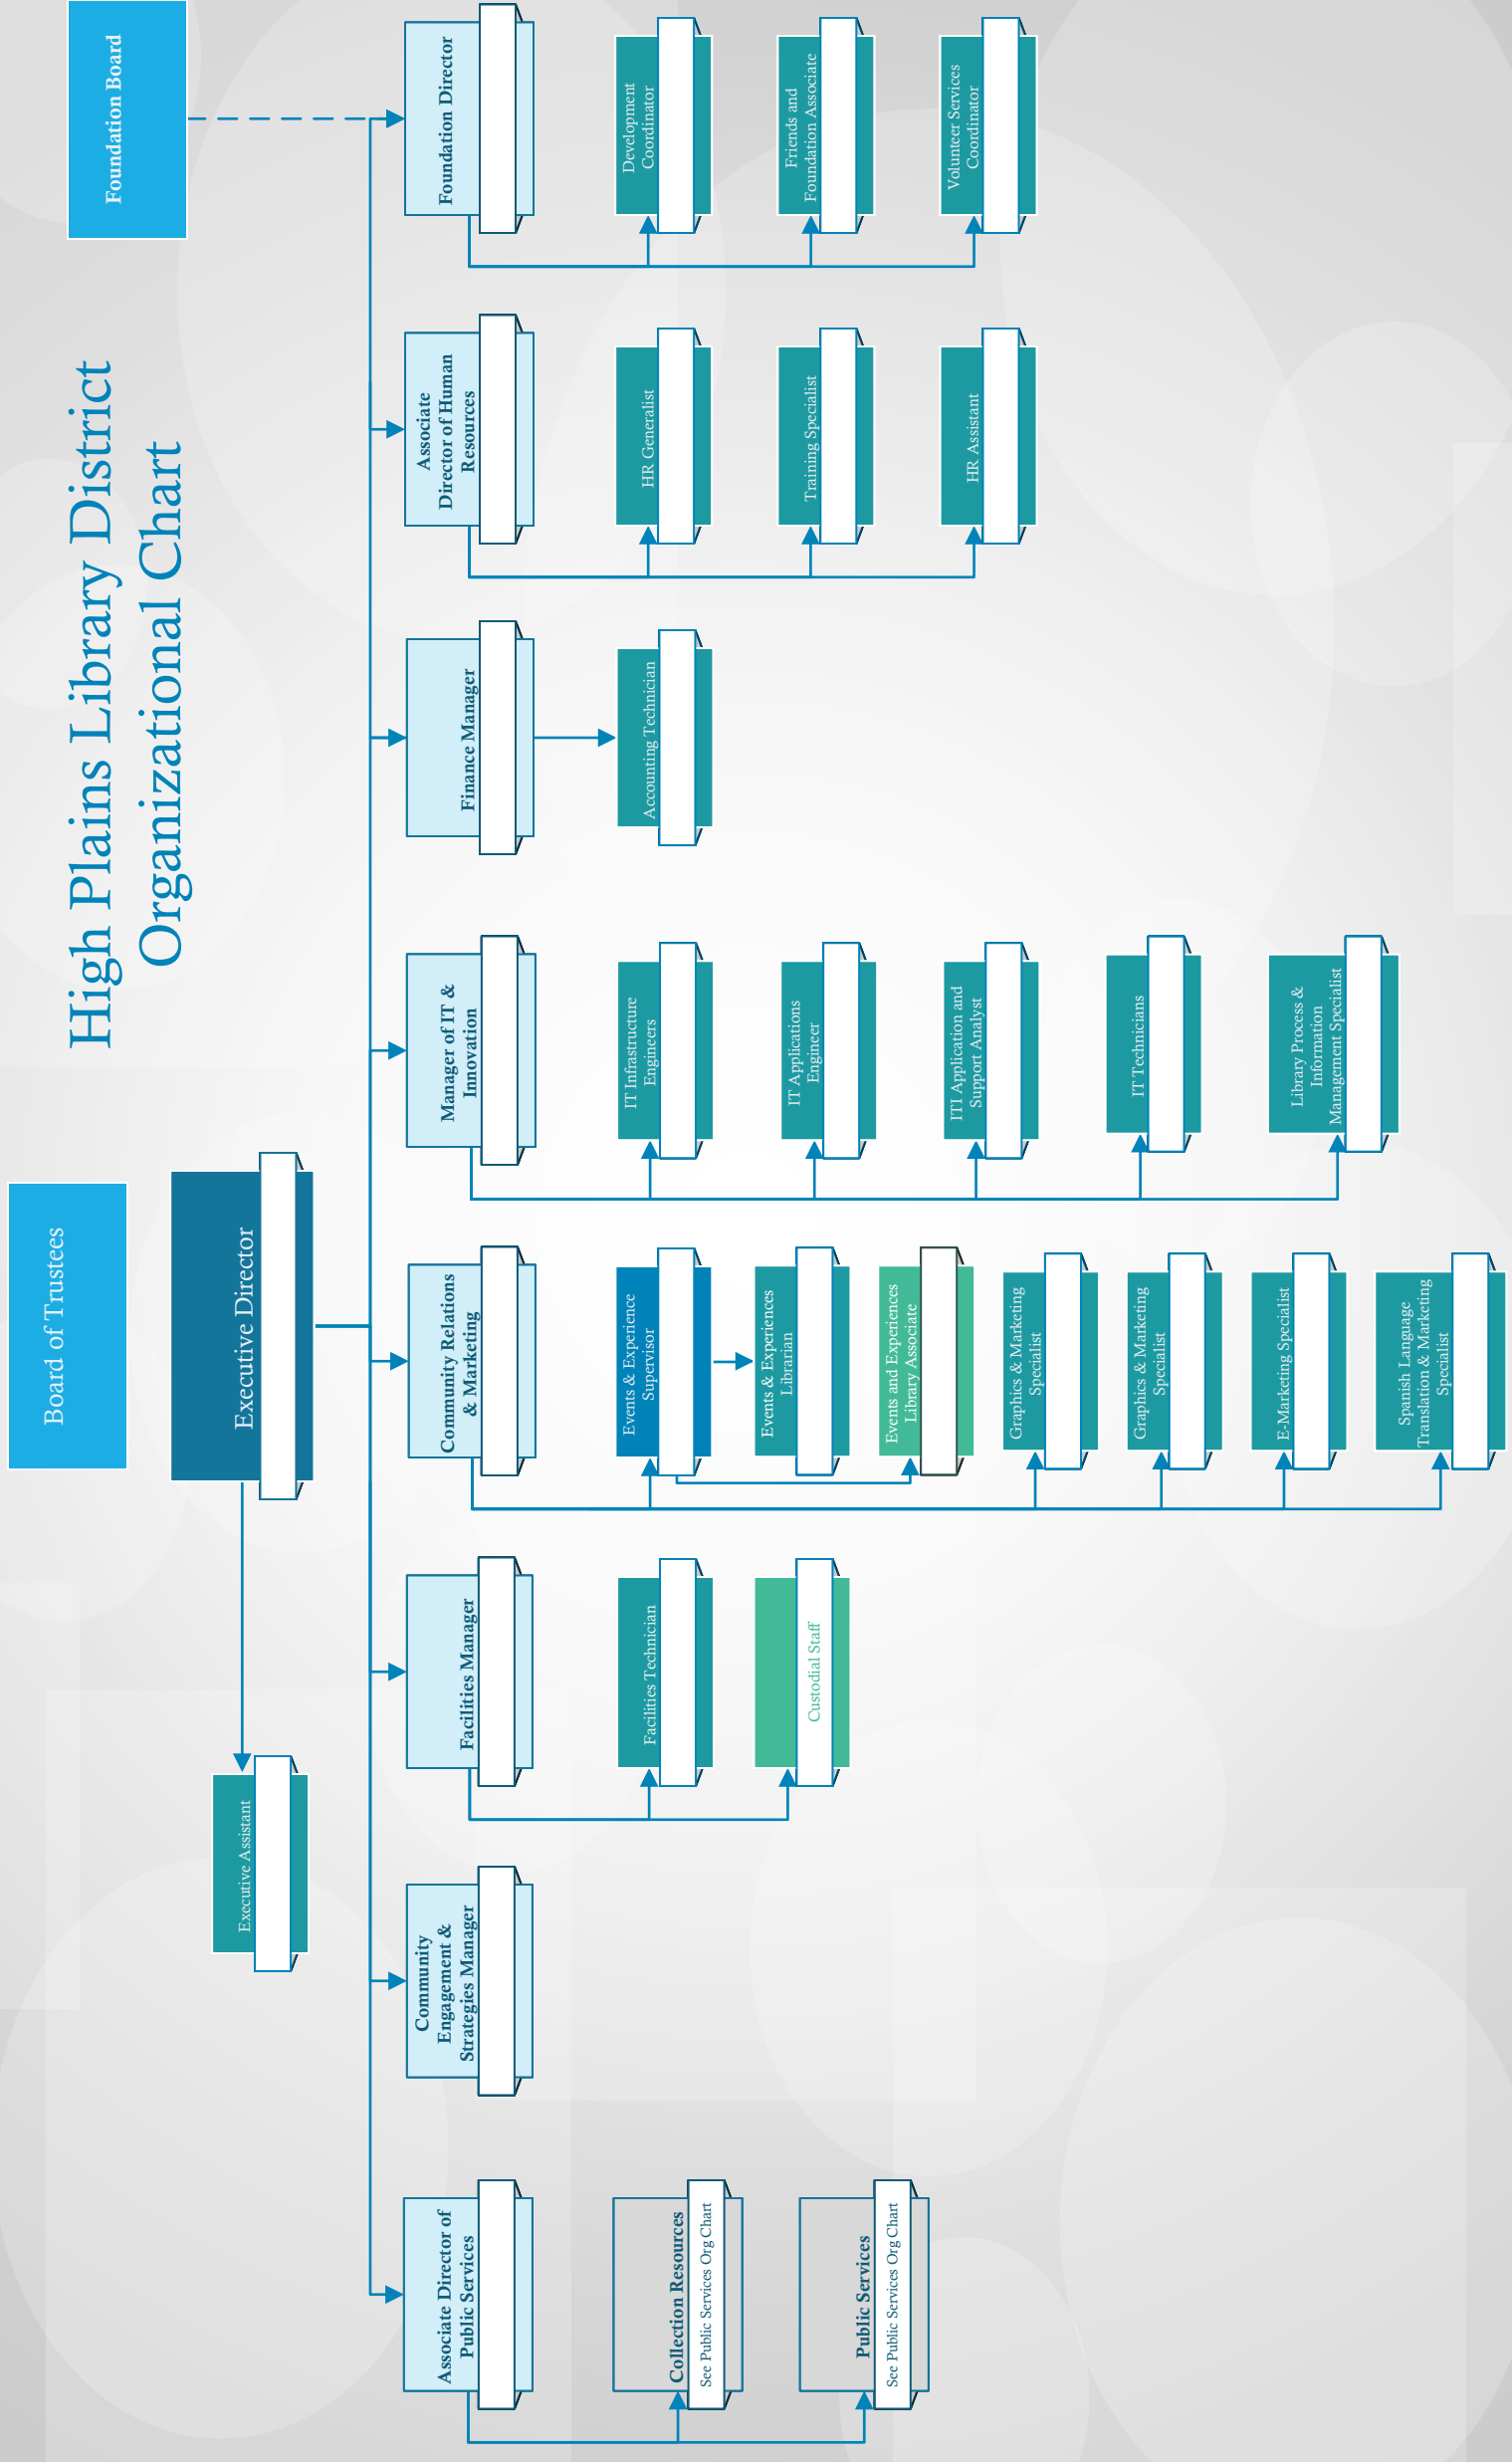 Board of Trustees
High Plains Library District
Organizational Chart
Foundation Board
Executive Director
Executive Assistant
Associate Director of
Public Services
Collection Resources
See Public Services Org Chart
Public Services
See Public Services Org Chart
Community
Engagement &
Strategies Manager
Facilities Manager
Facilities Technician
Custodial Staff
Community Relations
& Marketing
Events & Experience
Supervisor
Events & Experiences
Librarian
Events and Experiences
Library Associate
Graphics & Marketing
Specialist
Graphics & Marketing
Specialist
E-Marketing Specialist
Spanish Language
Translation & Marketing
Specialist
Manager of IT &
Innovation
IT Infrastructure
Engineers
IT Applications
Engineer
ITI Application and
Support Analyst
IT Technicians
Library Process &
Information
Management Specialist
Finance Manager
Accounting Technician
Associate
Director of Human
Resources
HR Generalist
Training Specialist
HR Assistant
Foundation Director
Development
Coordinator
Friends and
Foundation Associate
Volunteer Services
Coordinator